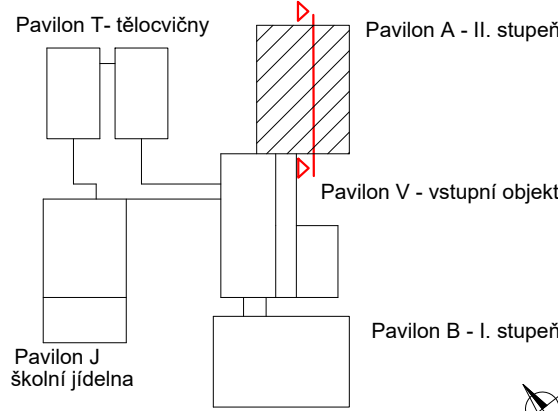 Pavilon T- tělocvičny
Pavilon A - II. stupeň
Pavilon V - vstupní objekt
Pavilon B - I. stupeň
Pavilon J
školní jídelna